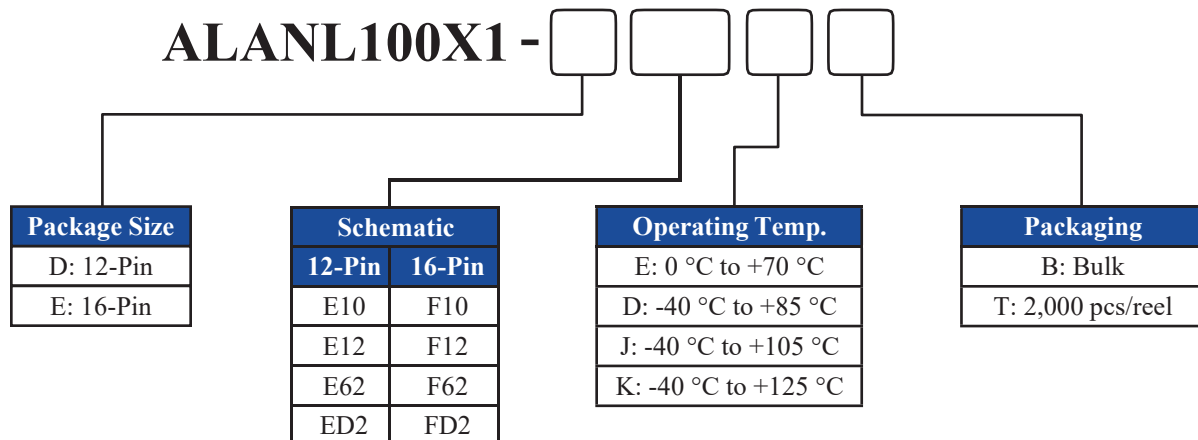 ALANL100X1 -
Package Size
D: 12-Pin
E: 16-Pin
Schematic
12-Pin 16-Pin
E10 F10
E12 F12
E62 F62
ED2 FD2
Operating Temp.
E: 0 °C to +70 °C
D: -40 °C to +85 °C
J: -40 °C to +105 °C
K: -40 °C to +125 °C
Packaging
B: Bulk
T: 2,000 pcs/reel